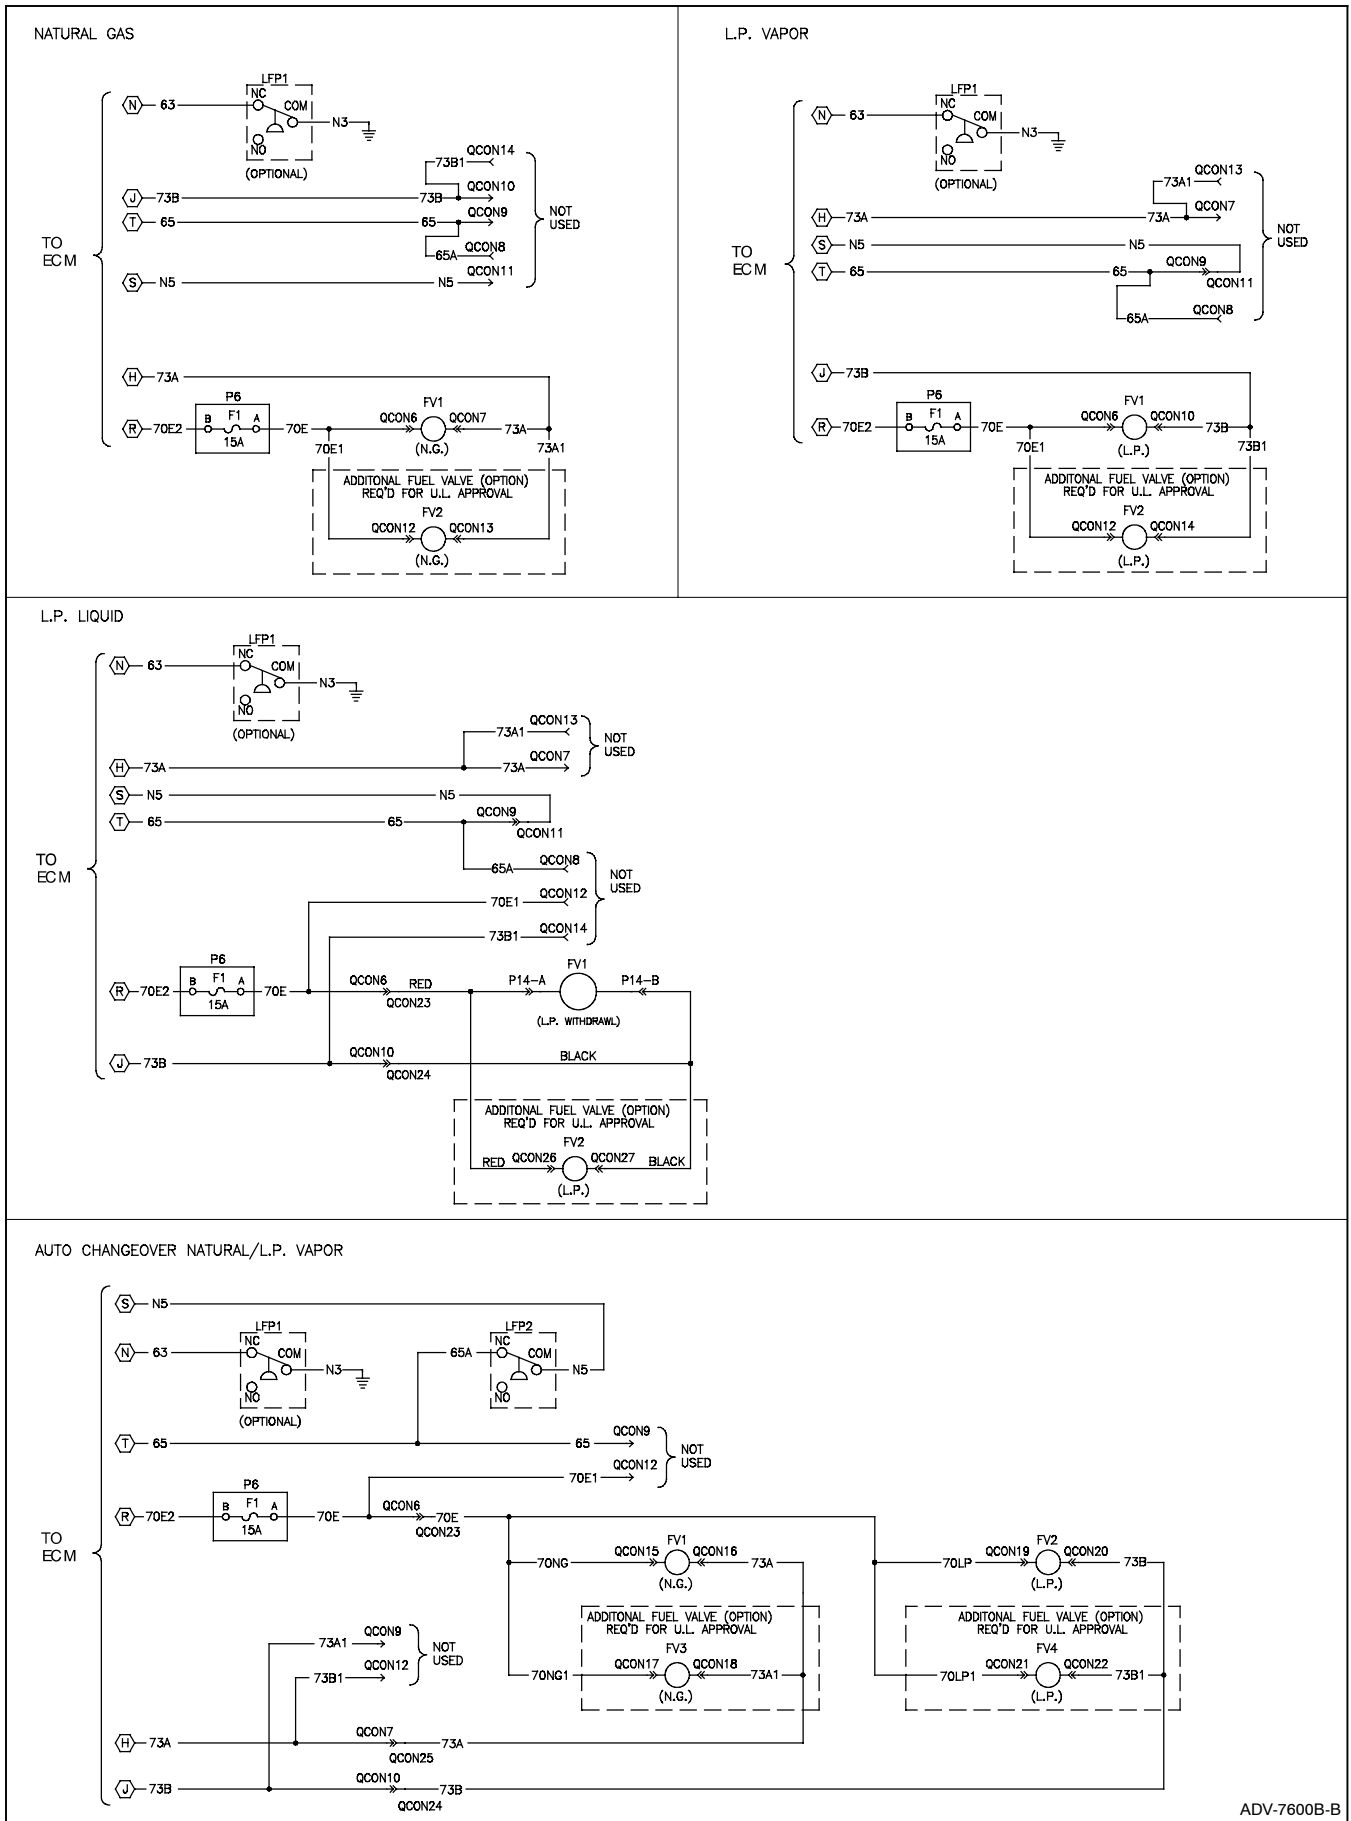 NATURAL GAS
LFP1
NC
N 63
COM
N3
NO
(OPTIONAL)
QCON14
73B1
QCON10
J 73B
73B
QCON9
NOT
USED
T 65
65
TO
ECM
QCON8
65A
QCON11
S N5
N5
H 73A
P6
FV1
B F1 A
QCON6 QCON7
R 70E2
70E
73A
15A
(N.G.)
70E1
73A1
ADDITONAL FUEL VALVE (OPTION)
REQ'D FOR U.L. APPROVAL
FV2
QCON12 QCON13
(N.G.)
L.P. VAPOR
LFP1
NC
N 63
COM
N3
NO
(OPTIONAL)
QCON13
73A1
QCON7
H 73A
73A
NOT
USED
S N5
N5
TO
ECM
QCON9
T 65
65
QCON11
QCON8
65A
J 73B
P6
FV1
B F1 A
QCON6 QCON10
R 70E2
70E
73B
15A
(L.P.)
70E1
73B1
ADDITONAL FUEL VALVE (OPTION)
REQ'D FOR U.L. APPROVAL
FV2
QCON12 QCON14
(L.P.)
L.P. LIQUID
LFP1
NC
N 63
COM
N3
NO
(OPTIONAL)
QCON13
73A1
NOT
USED
QCON7
H 73A
73A
S N5
N5
QCON9
T 65
65
QCON11
TO
ECM
QCON8
65A
NOT
USED
QCON12
70E1
QCON14
73B1
P6
FV1
B F1 A
QCON6
RED
P14-A P14-B
R 70E2
70E
QCON23
15A
(L.P. WITHDRAWL)
QCON10
BLACK
J 73B
QCON24
ADDITONAL FUEL VALVE (OPTION)
REQ'D FOR U.L. APPROVAL
FV2
RED QCON26 QCON27 BLACK
(L.P.)
AUTO CHANGEOVER NATURAL/L.P. VAPOR
S N5
LFP1
LFP2
NC
NC
N 63
COM
65A
COM
N3
N5
NO
NO
(OPTIONAL)
QCON9
T 65
65
NOT
USED
QCON12
70E1
P6
B F1 A
QCON6
R 70E2
70E
70E
15A
QCON23
TO
ECM
FV1
FV2
QCON15 QCON16
QCON19 QCON20
70NG
73A
70LP
73B
(N.G.)
(L.P.)
ADDITONAL FUEL VALVE (OPTION)
REQ'D FOR U.L. APPROVAL
ADDITONAL FUEL VALVE (OPTION)
REQ'D FOR U.L. APPROVAL
QCON9
73A1
NOT
USED
QCON12
73B1
FV3
FV4
QCON17 QCON18
QCON21 QCON22
70NG1
73A1
70LP1
73B1
(N.G.)
(L.P.)
QCON7
H 73A
73A
QCON25
QCON10
J 73B
73B
QCON24
ADV-7600B-B